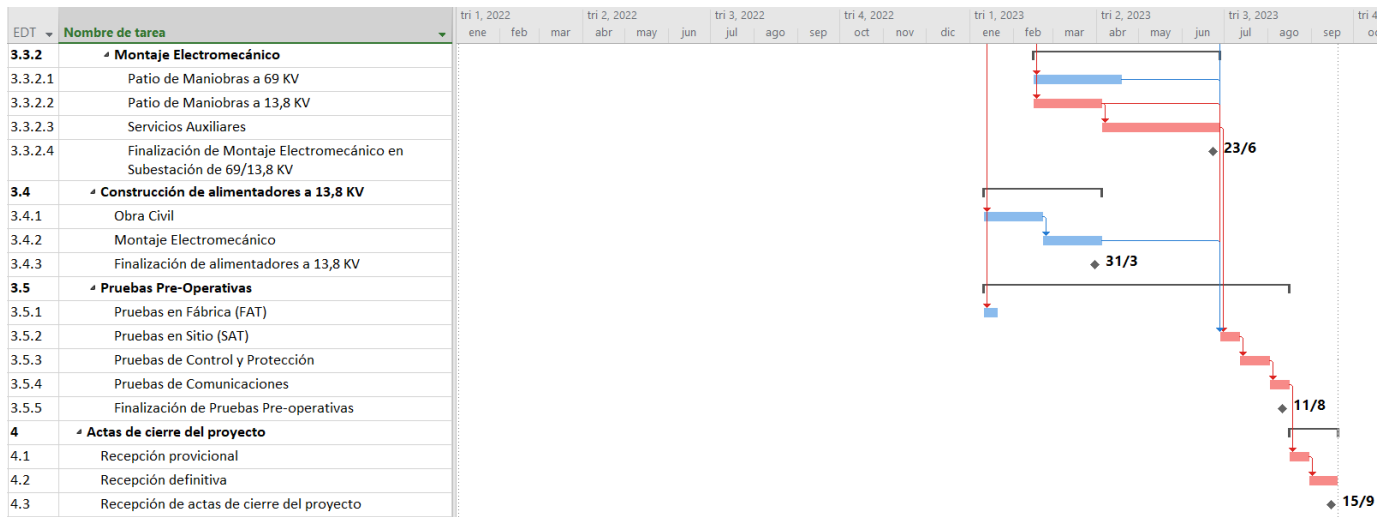 tri 1, 2022 tri 2, 2022 tri 3, 2022 tri 4, 2022 tri 1, 2023 tri 2, 2023 tri 3, 2023 tri 4
EDT Nombre de tarea ene feb mar abr may jun jul ago sep oct nov dic ene feb mar abr may jun jul ago sep oc
3.3.2 Montaje Electromecánico
3.3.2.1 Patio de Maniobras a 69 KV
3.3.2.2 Patio de Maniobras a 13,8 KV
3.3.2.3 Servicios Auxiliares
3.3.2.4 Finalización de Montaje Electromecánico en 23/6
Subestación de 69/13,8 KV
3.4 Construcción de alimentadores a 13,8 KV
3.4.1 Obra Civil
3.4.2 Montaje Electromecánico
3.4.3 Finalización de alimentadores a 13,8 KV 31/3
3.5 Pruebas Pre-Operativas
3.5.1 Pruebas en Fábrica (FAT)
3.5.2 Pruebas en Sitio (SAT)
3.5.3 Pruebas de Control y Protección
3.5.4 Pruebas de Comunicaciones
3.5.5 Finalización de Pruebas Pre-operativas 11/8
4 Actas de cierre del proyecto
4.1 Recepción provicional
4.2 Recepción definitiva
4.3 Recepción de actas de cierre del proyecto 15/9